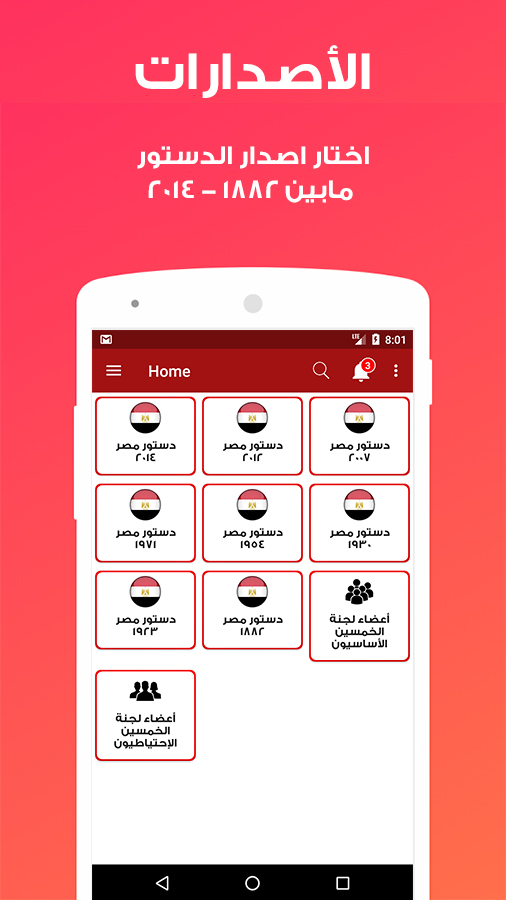 الأصدارات
اختار اصدار الدستور
مابين ١٨٨٢ - ٢٠١٤
LTE
8:01
Home
3
دستور مصر
٢٠١٤
دستور مصر
٢٠١٢
دستور مصر
٢٠٠٧
دستور مصر
١٩٧١
دستور مصر
١٩٥٤
دستور مصر
١٩٣٠
دستور مصر
١٩٢٣
دستور مصر
١٨٨٢
أعضاء لجنة
الخمسين
الأساسيون
أعضاء لجنة
الخمسين
الإحتياطيون